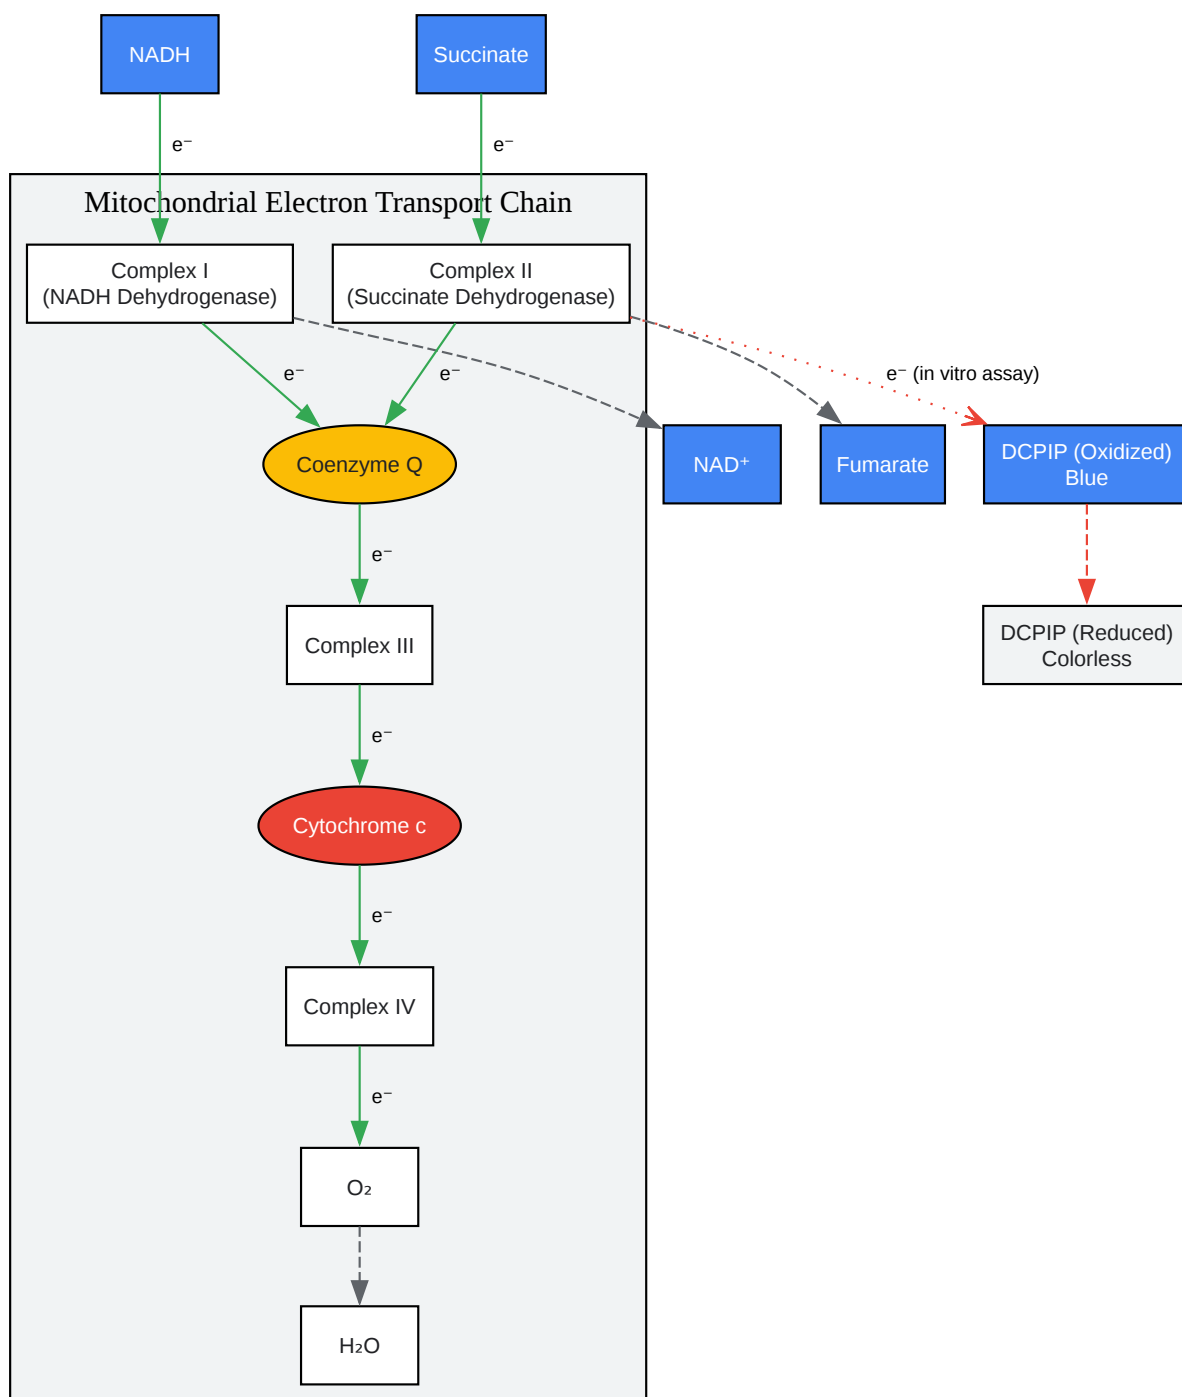 NADH
Succinate
e⁻
e⁻
Mitochondrial Electron Transport Chain
Complex I
(NADH Dehydrogenase)
Complex II
(Succinate Dehydrogenase)
e⁻
e⁻
e⁻ (in vitro assay)
Coenzyme Q
NAD⁺
Fumarate
DCPIP (Oxidized)
Blue
e⁻
Complex III
DCPIP (Reduced)
Colorless
e⁻
Cytochrome c
e⁻
Complex IV
e⁻
O₂
H₂O